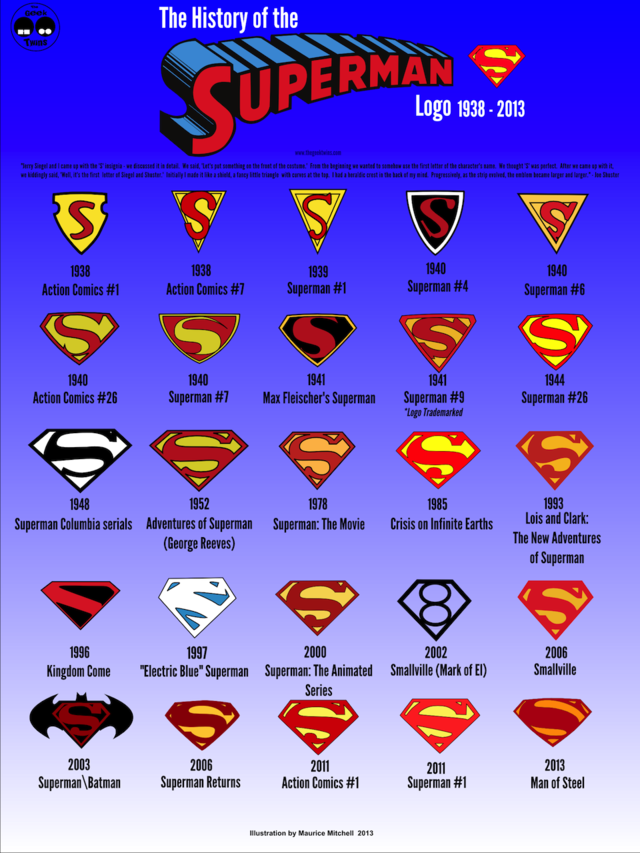 The History of the
SUPERMAN
Logo 1938 - 2013
www.thegeektwins.com
"Jerry Siegel and I came up with the 'S' insignia – we discussed it in detail. We said, 'Let's put something on the front of the costume.' From the beginning we wanted to somehow use the first letter of the character's name. We thought 'S' was perfect. After we came up with it,
we kiddingly said, 'Well, it's the first letter of Siegel and Shuster.' Initially I made it like a shield, a fancy little triangle with curves at the top. I had a heraldic crest in the back of my mind. Progressively, as the strip evolved, the emblem became larger and larger." - Joe Shuster
1938 1938 1939 1940 1940
Action Comics #1 Action Comics #7 Superman #1 Superman #4 Superman #6
1940 1940 1941 1941 1944
Action Comics #26 Superman #7 Max Fleischer's Superman Superman #9 Superman #26
*Logo Trademarked
1948 1952 1978 1985 1993
Superman Columbia serials Adventures of Superman Superman: The Movie Crisis on Infinite Earths Lois and Clark:
(George Reeves) The New Adventures
of Superman
1996 1997 2000 2002 2006
Kingdom Come "Electric Blue" Superman Superman: The Animated Smallville (Mark of El) Smallville
Series
2003 2006 2011 2011 2013
Superman\Batman Superman Returns Action Comics #1 Superman #1 Man of Steel
Illustration by Maurice Mitchell 2013